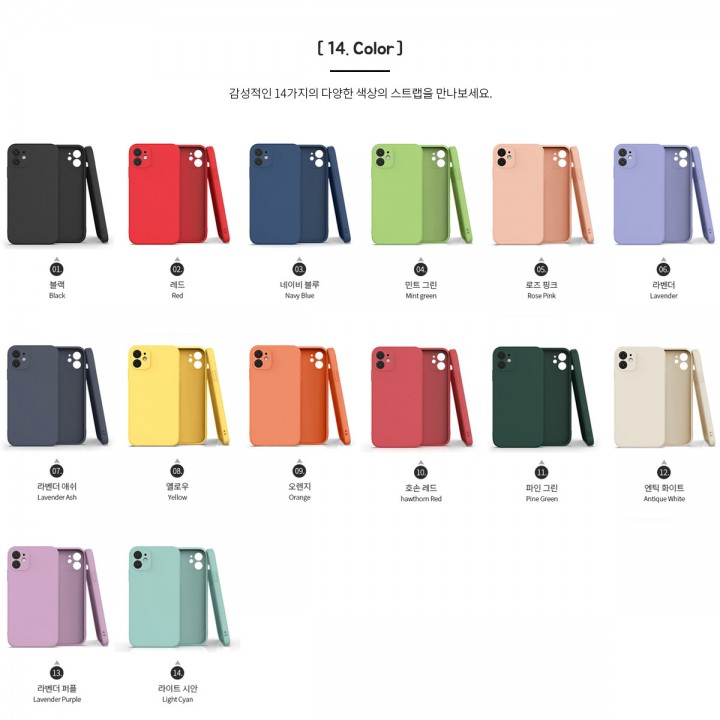 [ 14. Color ]
감성적인 14가지의 다양한 색상의 스트랩을 만나보세요.
01. 02. 03. 04. 05. 06.
블랙 레드 네이비 블루 민트 그린 로즈 핑크 라벤더
Black Red Navy Blue Mint green Rose Pink Lavender
07. 08. 09. 10. 11. 12.
라벤더 애쉬 옐로우 오렌지 호손 레드 파인 그린 엔틱 화이트
Lavender Ash Yellow Orange hawthorn Red Pine Green Antique White
13. 14.
라벤더 퍼플 라이트 시안
Lavender Purple Light Cyan